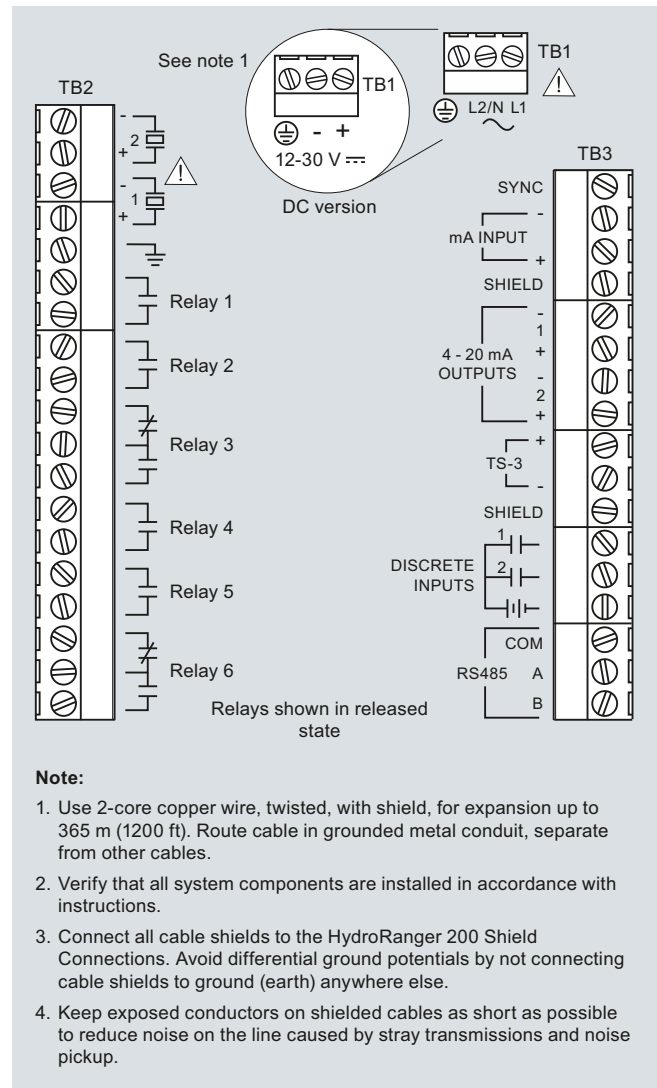 See note 1
TB1
12-30 V
DC version
- +
TB1
L2/N L1
TB2
- 2 +
- 1 +
Relay 1
Relay 2
Relay 3
Relay 4
Relay 5
Relay 6
Relays shown in released
state
TB3
SYNC
-
mA INPUT
+
SHIELD
-
1
+
4 - 20 mA
OUTPUTS
-
2
+
+
TS-3
-
SHIELD
1
DISCRETE
INPUTS
2
COM
RS485 A
B
Note:
1. Use 2-core copper wire, twisted, with shield, for expansion up to
365 m (1200 ft). Route cable in grounded metal conduit, separate
from other cables.
2. Verify that all system components are installed in accordance with
instructions.
3. Connect all cable shields to the HydroRanger 200 Shield
Connections. Avoid differential ground potentials by not connecting
cable shields to ground (earth) anywhere else.
4. Keep exposed conductors on shielded cables as short as possible
to reduce noise on the line caused by stray transmissions and noise
pickup.